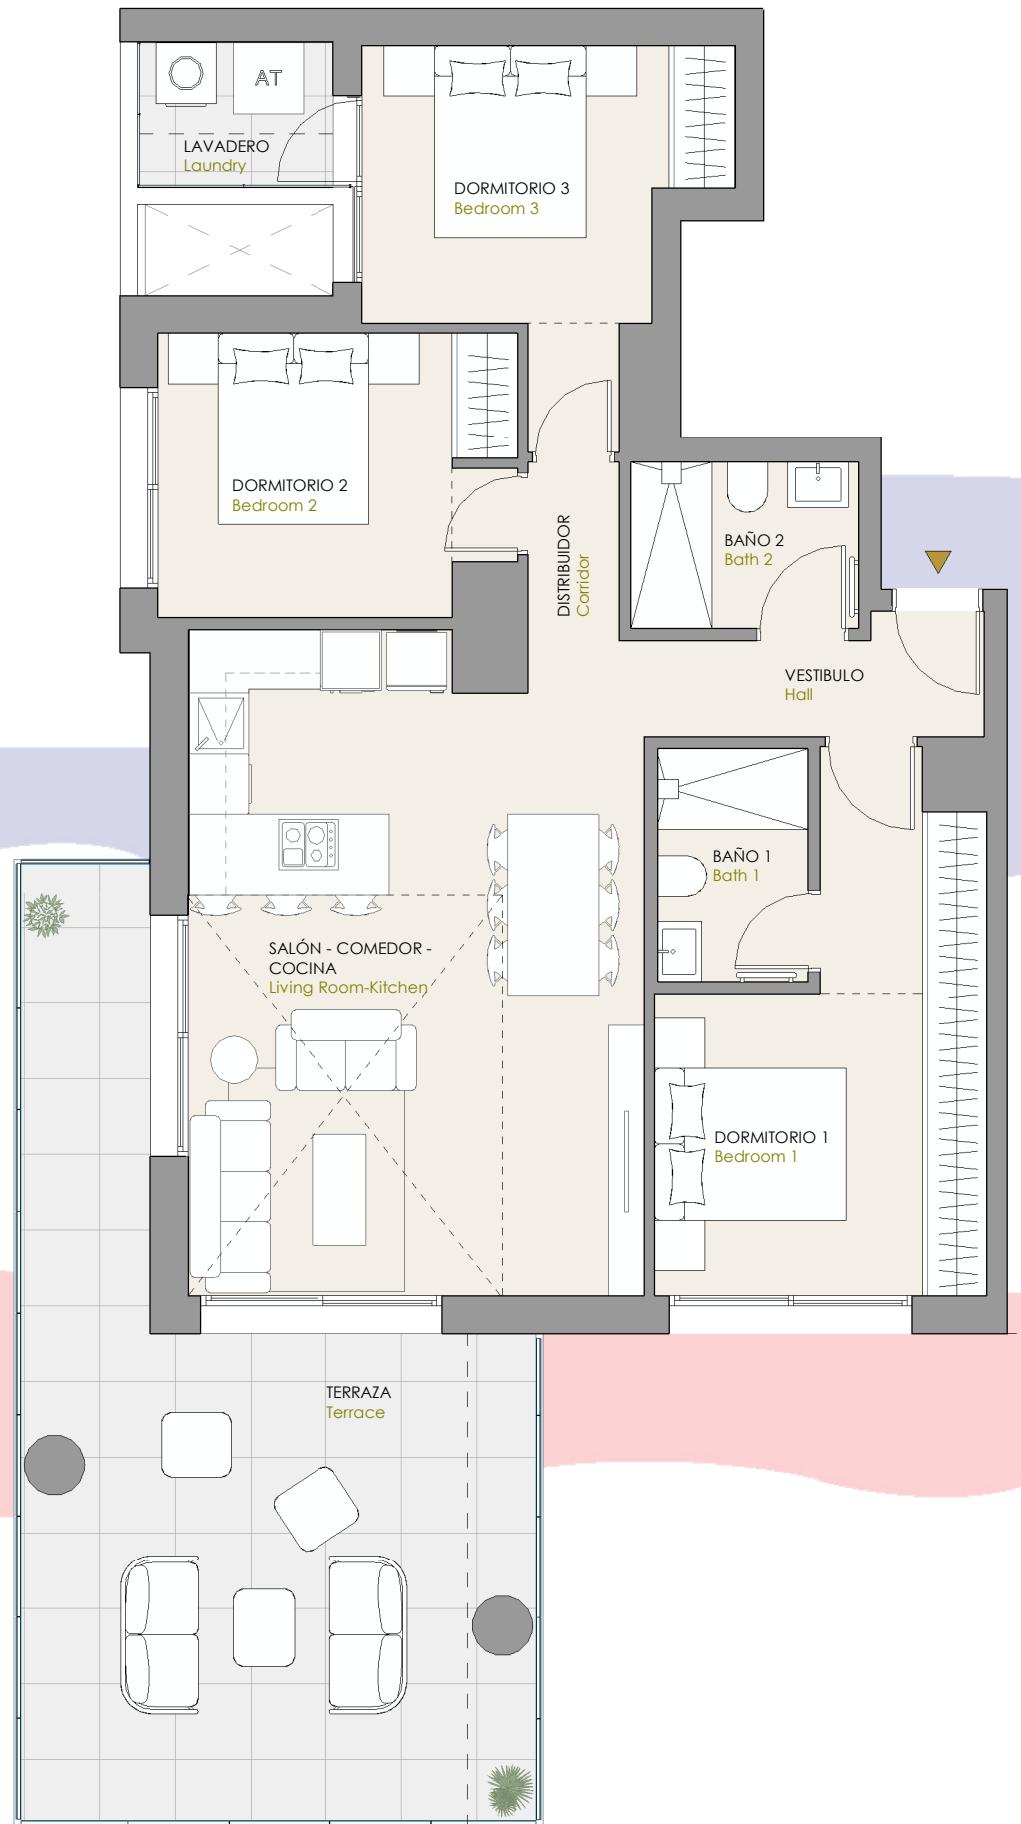 AT
LAVADERO
Laundry
DORMITORIO 3
Bedroom 3
DORMITORIO 2
Bedroom 2
DISTRIBUIDOR
Corridor
BAÑO 2
Bath 2
VESTIBULO
Hall
BAÑO 1
Bath 1
SALÓN - COMEDOR -
COCINA
Living Room-Kitchen
DORMITORIO 1
Bedroom 1
TERRAZA
Terrace